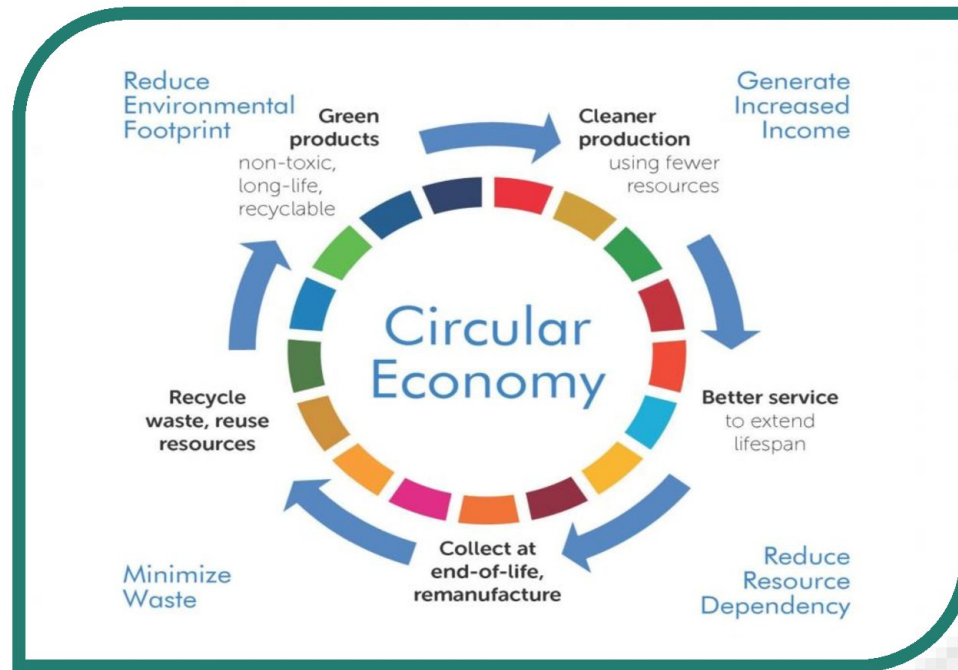 Reduce
Environmental
Footprint
Green
products
non-toxic,
long-life,
recyclable
Cleaner
production
using fewer
resources
Generate
Increased
Income
Circular
Economy
Better service
to extend
lifespan
Recycle
waste, reuse
resources
Collect at
end-of-life,
remanufacture
Minimize
Waste
Reduce
Resource
Dependency